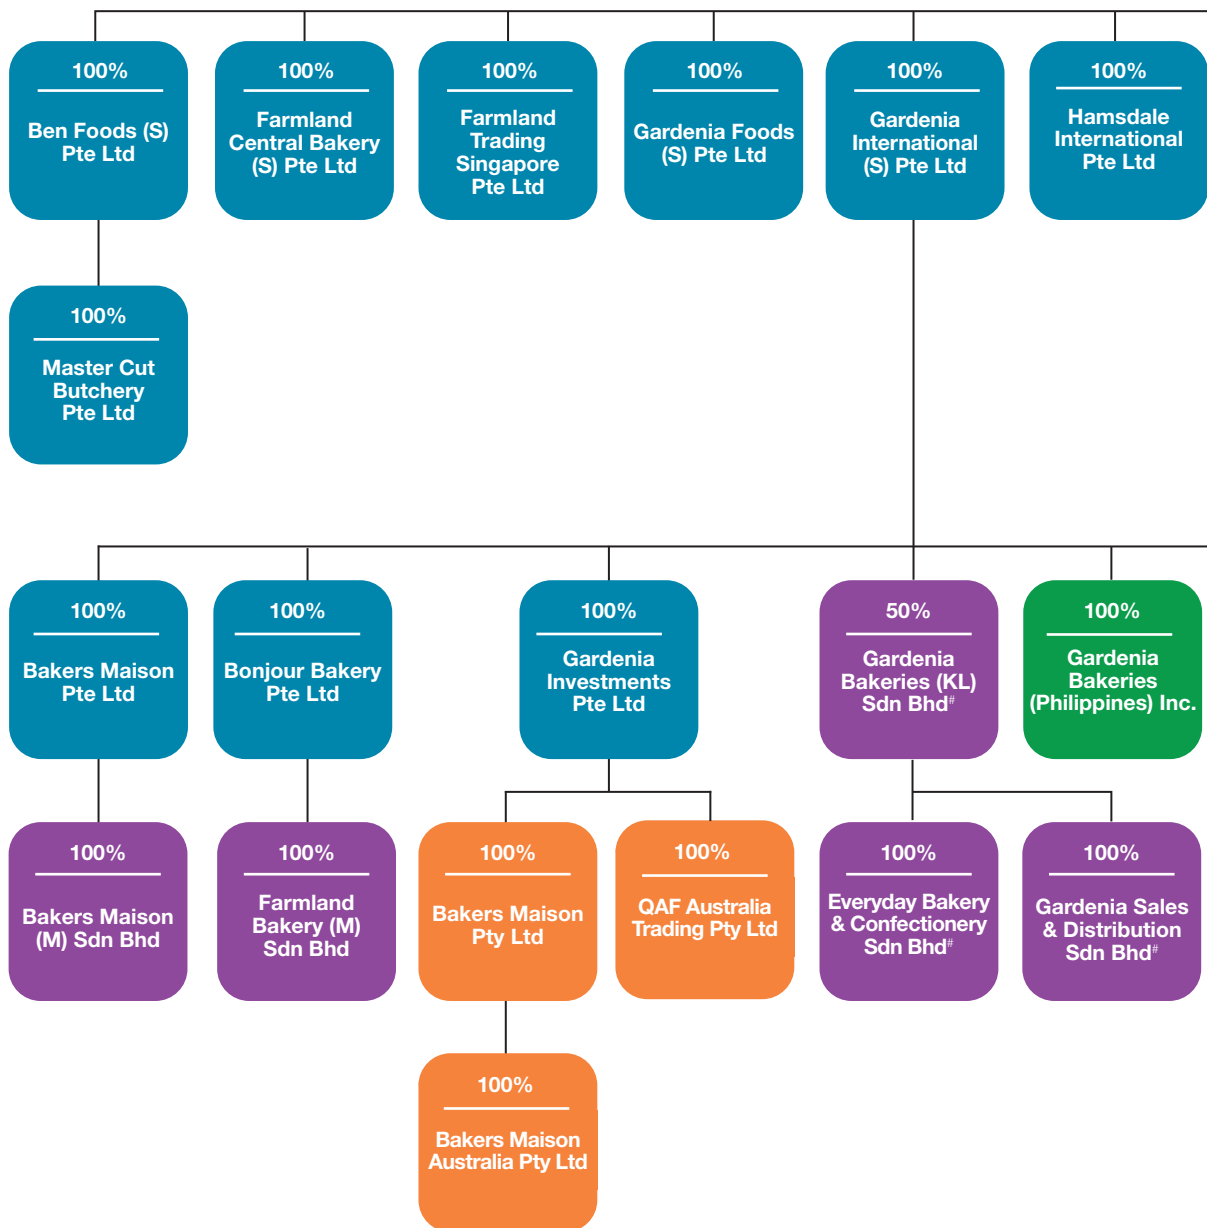 100%
Ben Foods (S)
Pte Ltd
100%
Farmland
Central Bakery
(S) Pte Ltd
100%
Farmland
Trading
Singapore
Pte Ltd
100%
Gardenia Foods
(S) Pte Ltd
100%
Gardenia
International
(S) Pte Ltd
100%
Hamsdale
International
Pte Ltd
100%
Master Cut
Butchery
Pte Ltd
100%
Bakers Maison
Pte Ltd
100%
Bonjour Bakery
Pte Ltd
100%
Gardenia
Investments
Pte Ltd
50%
Gardenia
Bakeries (KL)
Sdn Bhd#
100%
Gardenia
Bakeries
(Philippines) Inc.
100%
Bakers Maison
(M) Sdn Bhd
100%
Farmland
Bakery (M)
Sdn Bhd
100%
Bakers Maison
Pty Ltd
100%
QAF Australia
Trading Pty Ltd
100%
Everyday Bakery
& Confectionery
Sdn Bhd#
100%
Gardenia Sales
& Distribution
Sdn Bhd#
100%
Bakers Maison
Australia Pty Ltd